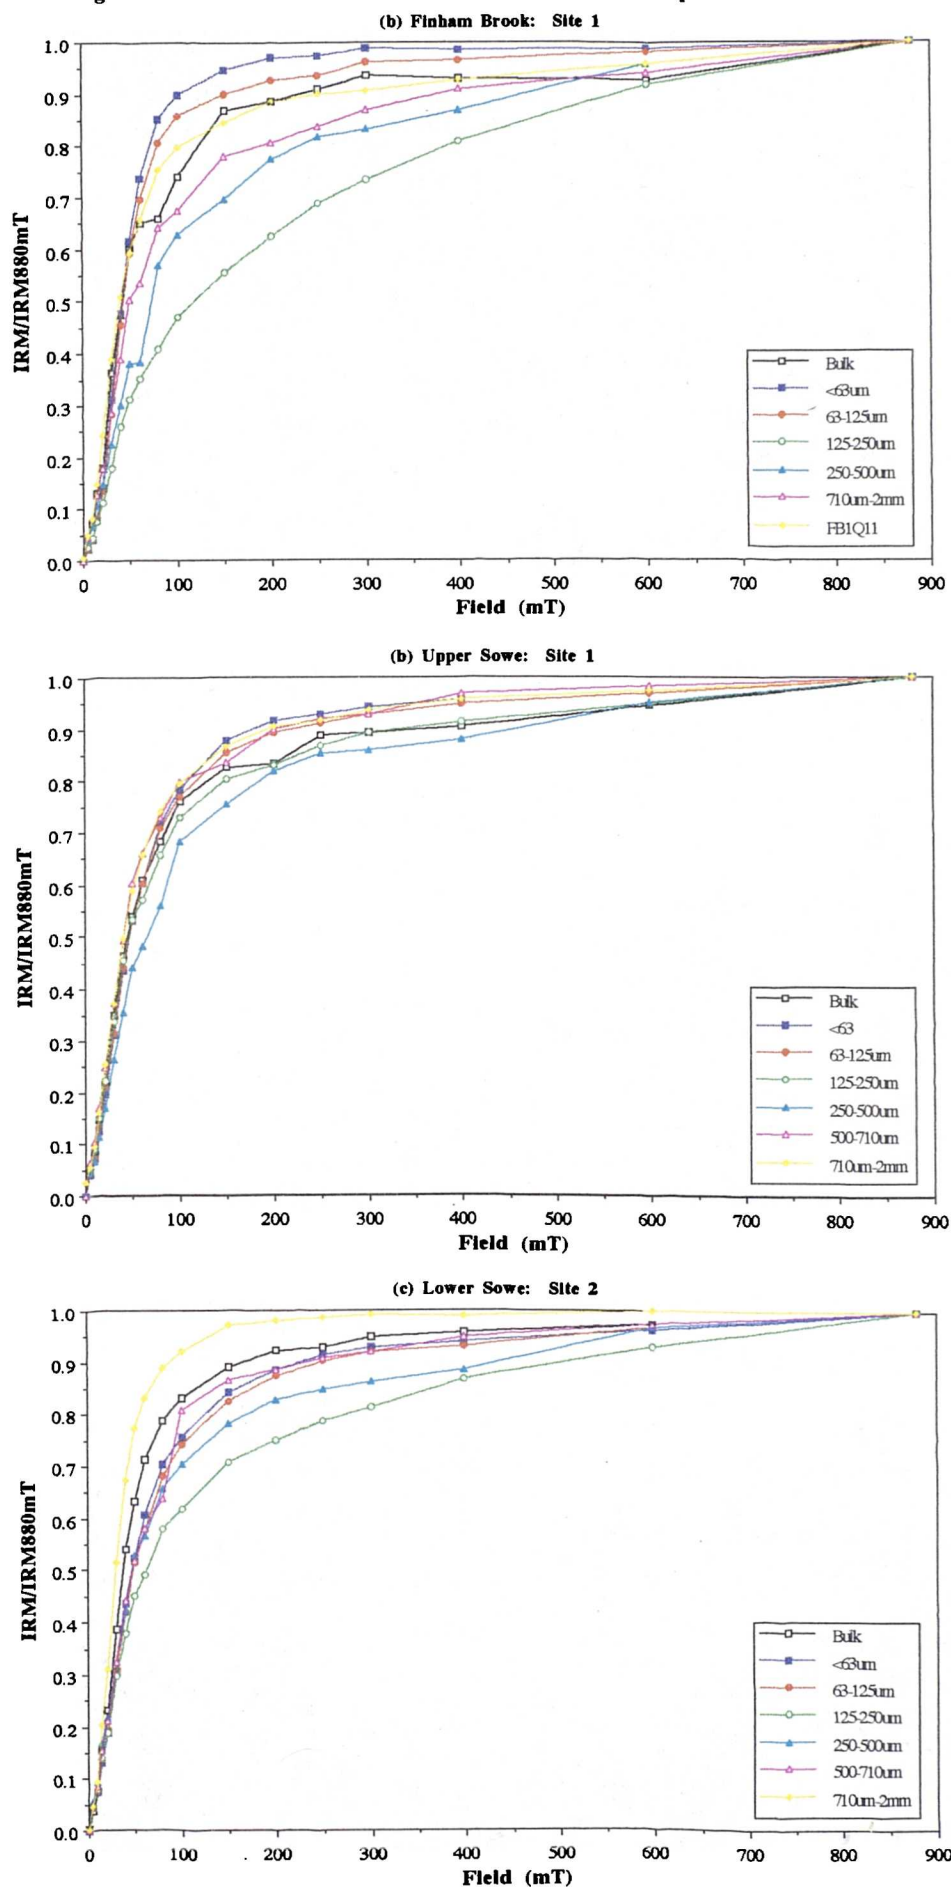 (b) Finham Brook: Site 1
IRM/IRM880mT
1.0
0.9
0.8
0.7
0.6
0.5
0.4
0.3
0.2
0.1
0.0
0 100 200 300 400 500 600 700 800 900
Field (mT)
Bulk
<63um
63-125um
125-250um
250-500um
710um-2mm
FB1Q11
(b) Upper Sowe: Site 1
IRM/IRM880mT
1.0
0.9
0.8
0.7
0.6
0.5
0.4
0.3
0.2
0.1
0.0
0 100 200 300 400 500 600 700 800 900
Field (mT)
Bulk
<63
63-125um
125-250um
250-500um
500-710um
710um-2mm
(c) Lower Sowe: Site 2
IRM/IRM880mT
1.0
0.9
0.8
0.7
0.6
0.5
0.4
0.3
0.2
0.1
0.0
0 100 200 300 400 500 600 700 800 900
Field (mT)
Bulk
<63um
63-125um
125-250um
250-500um
500-710um
710um-2mm